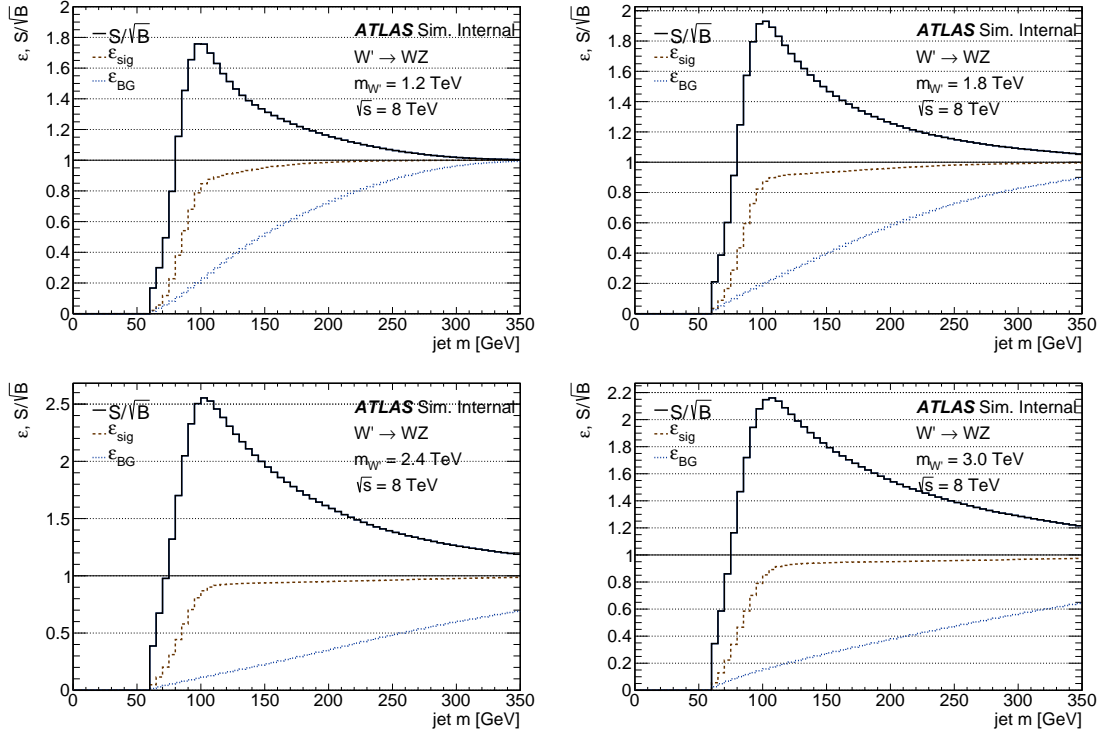 ε, S/√B
2
1.8
1.6
1.4
1.2
1
0.8
0.6
0.4
0.2
0
S/√B
ε_sig
ε_BG
ATLAS Sim. Internal
W' → WZ
m_W' = 1.2 TeV
√s = 8 TeV
0 50 100 150 200 250 300 350
jet m [GeV]
ε, S/√B
2
1.8
1.6
1.4
1.2
1
0.8
0.6
0.4
0.2
0
S/√B
ε_sig
ε_BG
ATLAS Sim. Internal
W' → WZ
m_W' = 1.8 TeV
√s = 8 TeV
0 50 100 150 200 250 300 350
jet m [GeV]
ε, S/√B
2.5
2
1.5
1
0.5
0
S/√B
ε_sig
ε_BG
ATLAS Sim. Internal
W' → WZ
m_W' = 2.4 TeV
√s = 8 TeV
0 50 100 150 200 250 300 350
jet m [GeV]
ε, S/√B
2.2
2
1.8
1.6
1.4
1.2
1
0.8
0.6
0.4
0.2
0
S/√B
ε_sig
ε_BG
ATLAS Sim. Internal
W' → WZ
m_W' = 3.0 TeV
√s = 8 TeV
0 50 100 150 200 250 300 350
jet m [GeV]